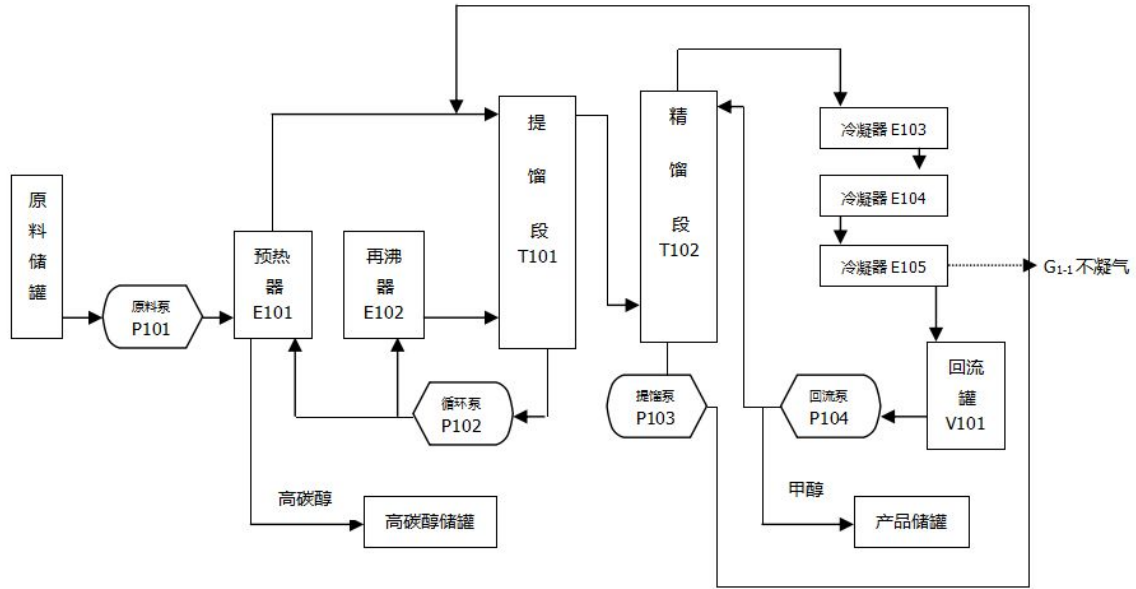 原
料
储
罐
原料泵
P101
预热
器
E101
再沸
器
E102
提
馏
段
T101
精
馏
段
T102
冷凝器 E103
冷凝器 E104
冷凝器 E105
G1-1 不凝气
循环泵
P102
提馏泵
P103
回流泵
P104
回流
罐
V101
高碳醇
高碳醇储罐
甲醇
产品储罐